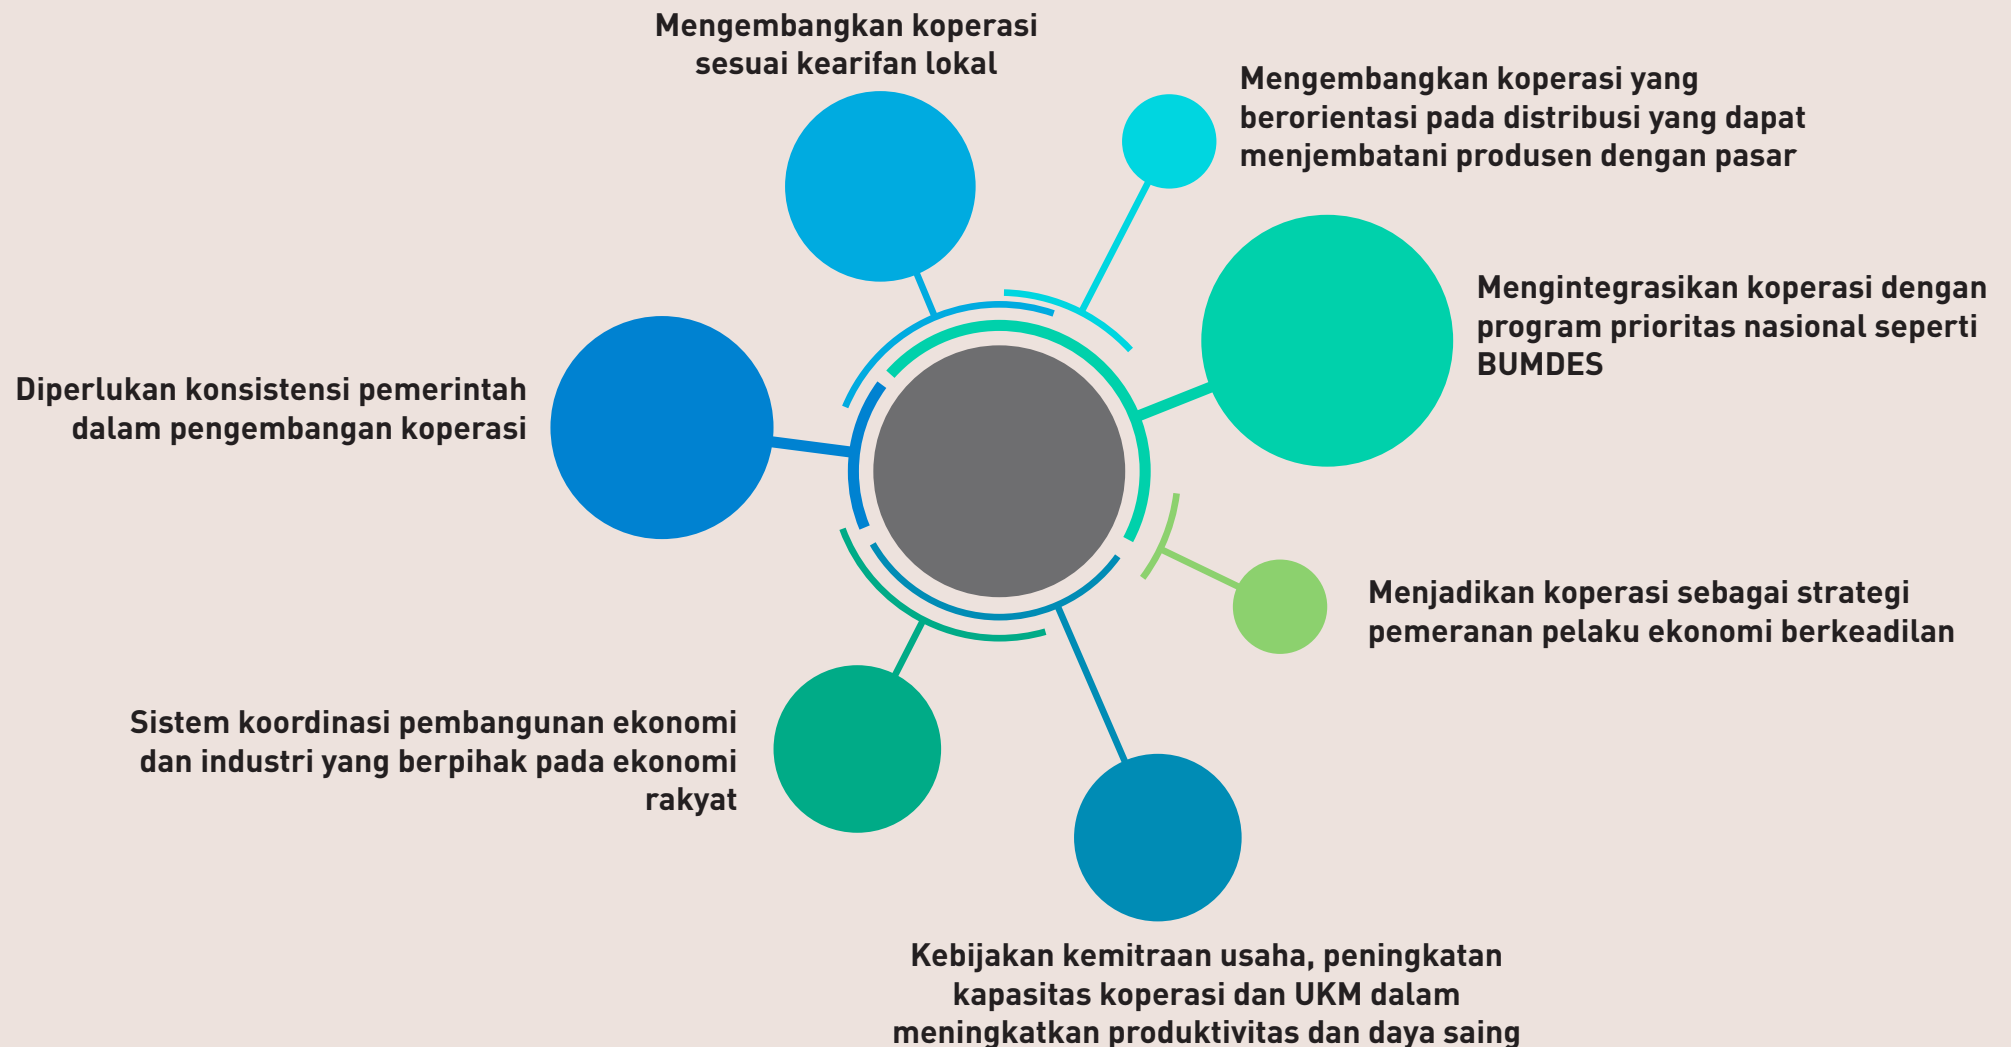 Mengembangkan koperasi
sesuai kearifan lokal
Mengembangkan koperasi yang
berorientasi pada distribusi yang dapat
menjembatani produsen dengan pasar
Mengintegrasikan koperasi dengan
program prioritas nasional seperti
BUMDES
Diperlukan konsistensi pemerintah
dalam pengembangan koperasi
Menjadikan koperasi sebagai strategi
pemeranan pelaku ekonomi berkeadilan
Sistem koordinasi pembangunan ekonomi
dan industri yang berpihak pada ekonomi
rakyat
Kebijakan kemitraan usaha, peningkatan
kapasitas koperasi dan UKM dalam
meningkatkan produktivitas dan daya saing